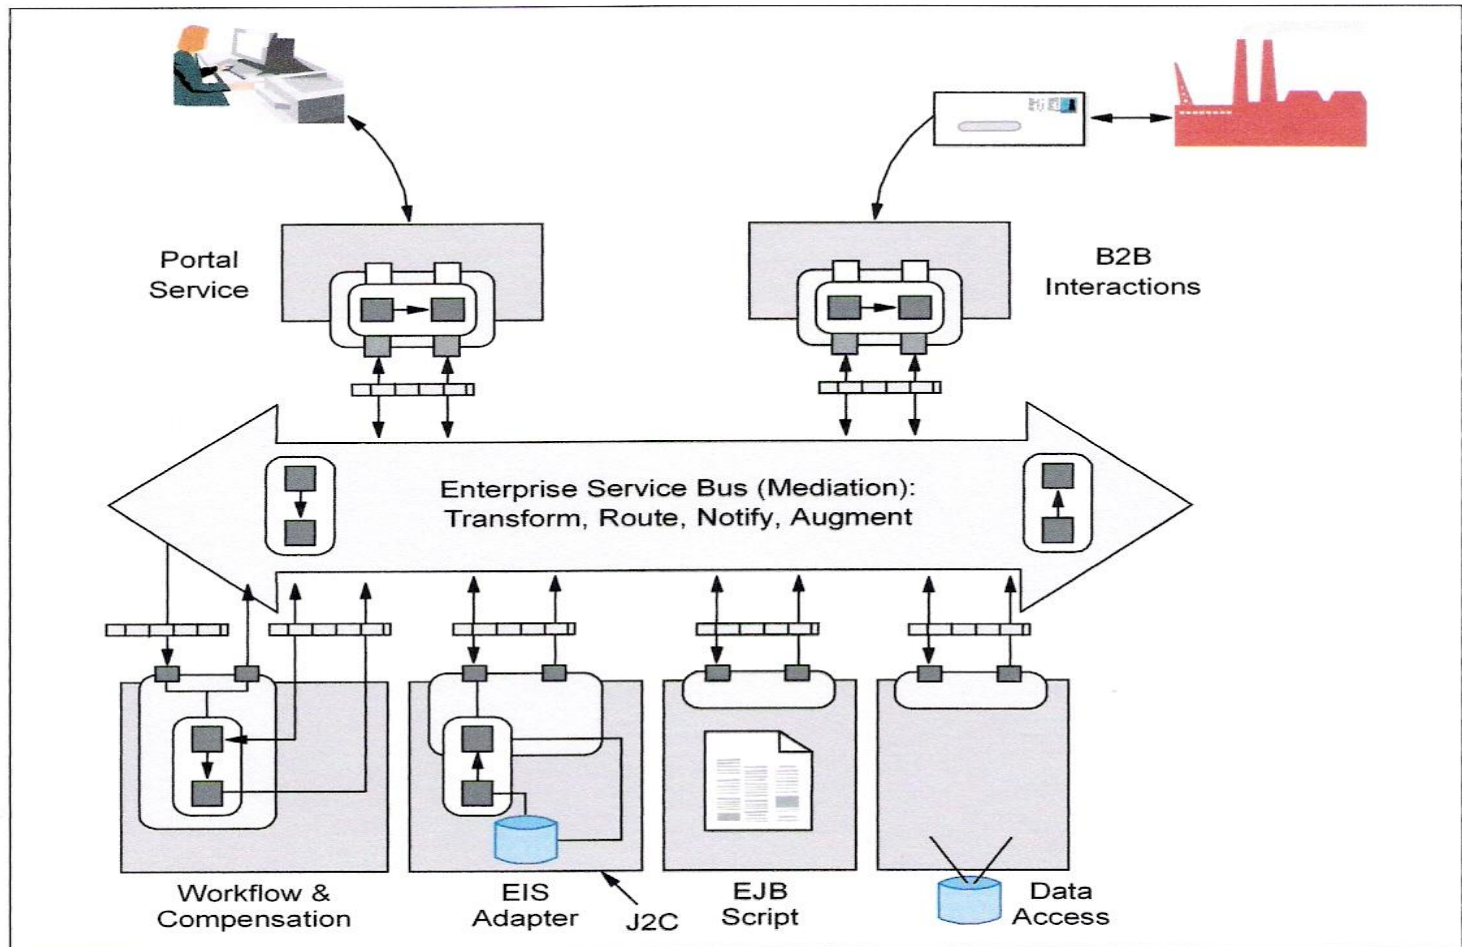 Portal
Service
B2B
Interactions
Enterprise Service Bus (Mediation):
Transform, Route, Notify, Augment
Workflow &
Compensation
EIS
Adapter
J2C
EJB
Script
Data
Access